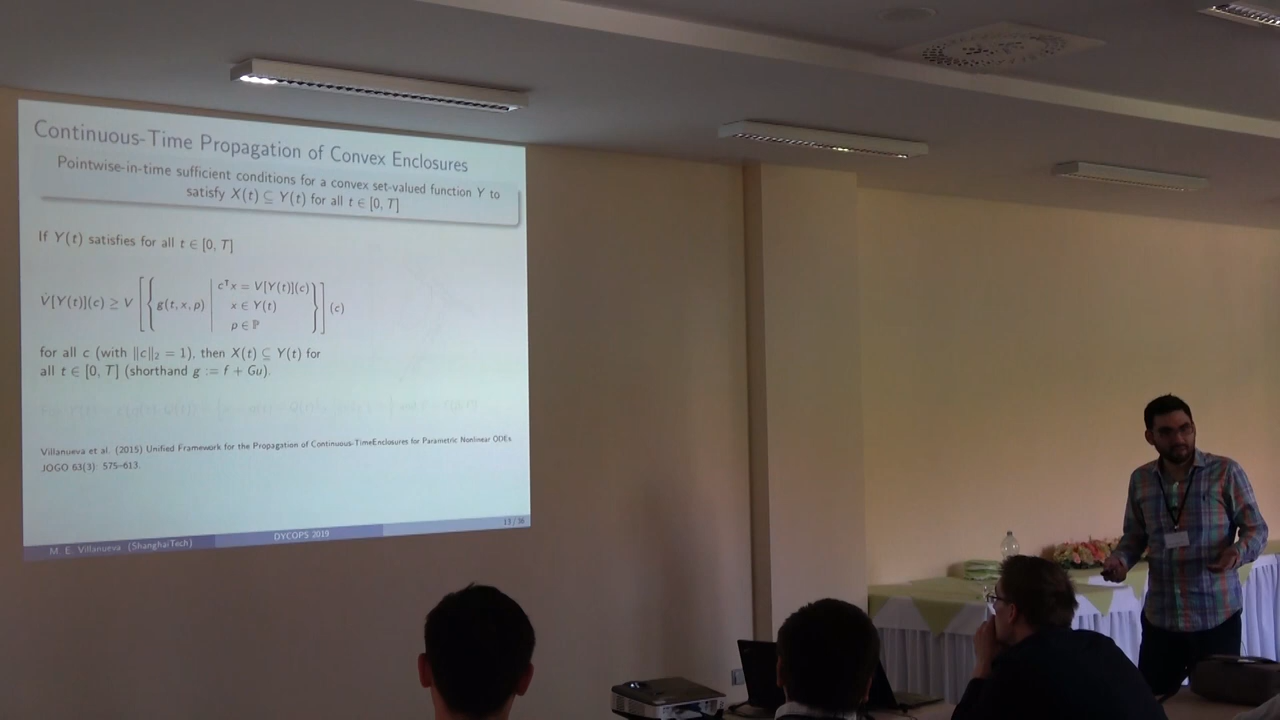 Continuous-Time Propagation of Convex Enclosures
Pointwise-in-time sufficient conditions for a convex set-valued function Y to
satisfy X(t) ⊆ Y(t) for all t ∈ [0, T]
If Y(t) satisfies for all t ∈ [0, T]
V̇[Y(t)](c) ≥ V [ { g(t, x, p) | cᵀx = V[Y(t)](c)
x ∈ Y(t)
p ∈ ℙ } ] (c)
for all c (with ‖c‖₂ = 1), then X(t) ⊆ Y(t) for
all t ∈ [0, T] (shorthand g := f + Gu).
Villanueva et al. (2015) Unified Framework for the Propagation of Continuous-TimeEnclosures for Parametric Nonlinear ODEs.
JOGO 63(3): 575–613.
13 / 36
M. E. Villanueva (ShanghaiTech) DYCOPS 2019